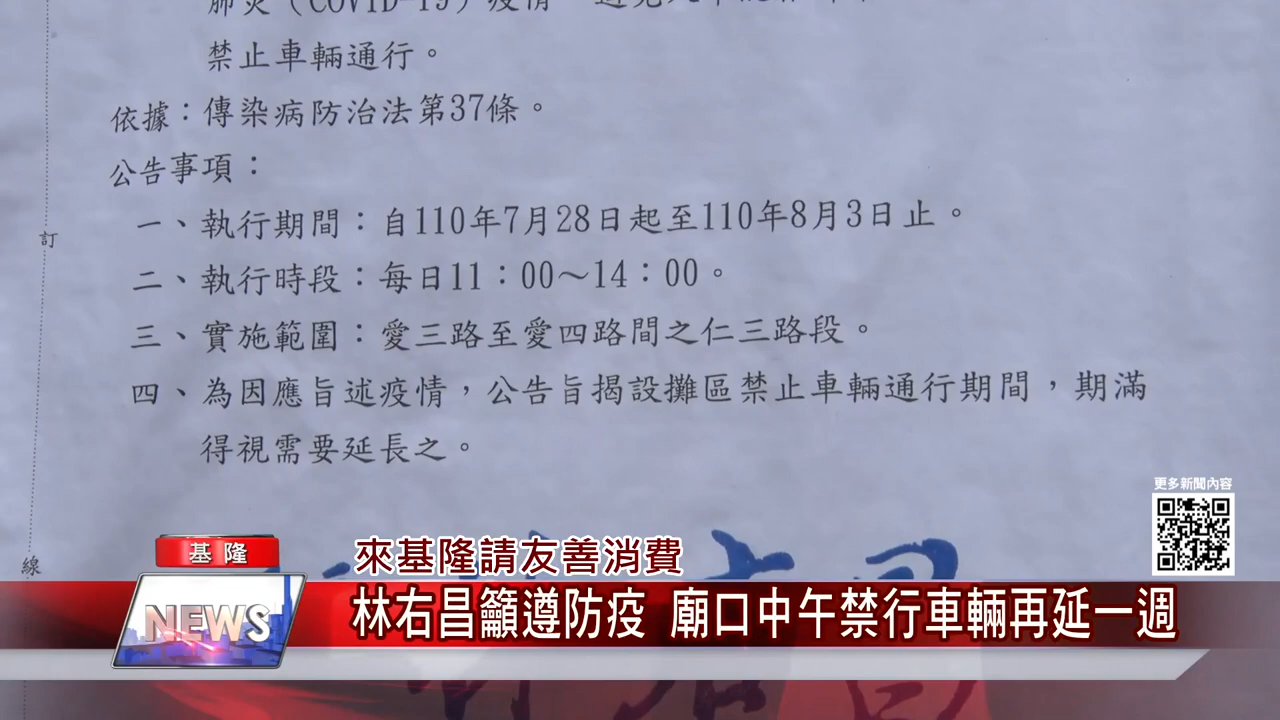 肺炎（COVID-19）疫情
禁止車輛通行。
依據：傳染病防治法第37條。
公告事項：
一、執行期間：自110年7月28日起至110年8月3日止。
訂
二、執行時段：每日11：00～14：00。
三、實施範圍：愛三路至愛四路間之仁三路段。
四、為因應旨述疫情，公告旨揭設攤區禁止車輛通行期間，期滿
得視需要延長之。
更多新聞內容
線
基隆
來基隆請友善消費
NEWS
林右昌籲遵防疫 廟口中午禁行車輛再延一週